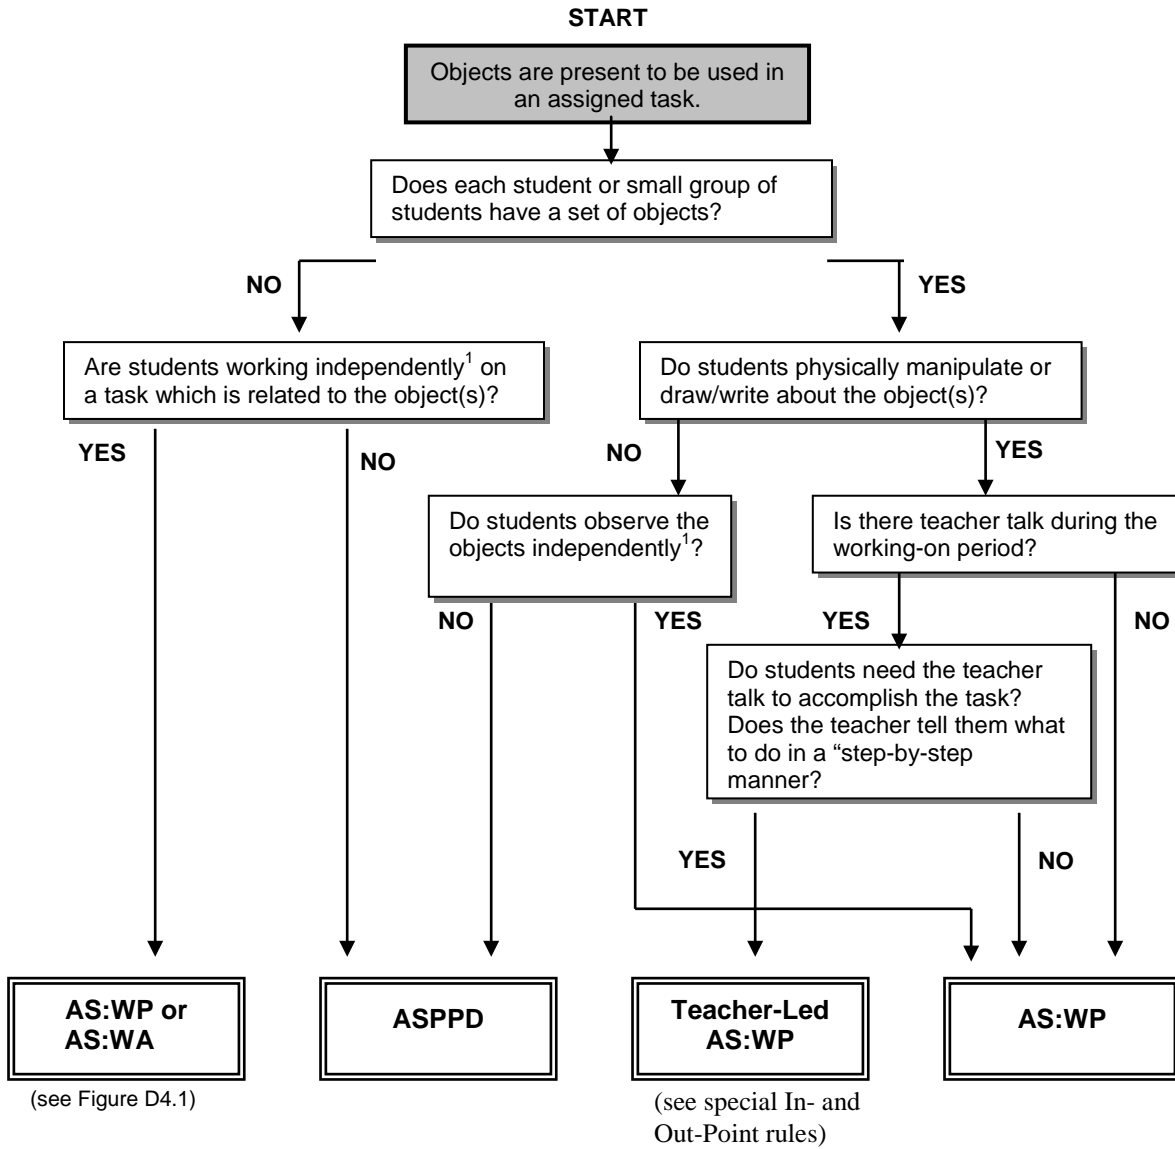 START
Objects are present to be used in
an assigned task.
Does each student or small group of
students have a set of objects?
NO
YES
Are students working independently1 on
a task which is related to the object(s)?
Do students physically manipulate or
draw/write about the object(s)?
YES
NO
NO
YES
Do students observe the
objects independently1?
Is there teacher talk during the
working-on period?
NO
YES
YES
NO
Do students need the teacher
talk to accomplish the task?
Does the teacher tell them what
to do in a “step-by-step
manner?
YES
NO
AS:WP or
AS:WA
ASPPD
Teacher-Led
AS:WP
AS:WP
(see Figure D4.1)
(see special In- and
Out-Point rules)